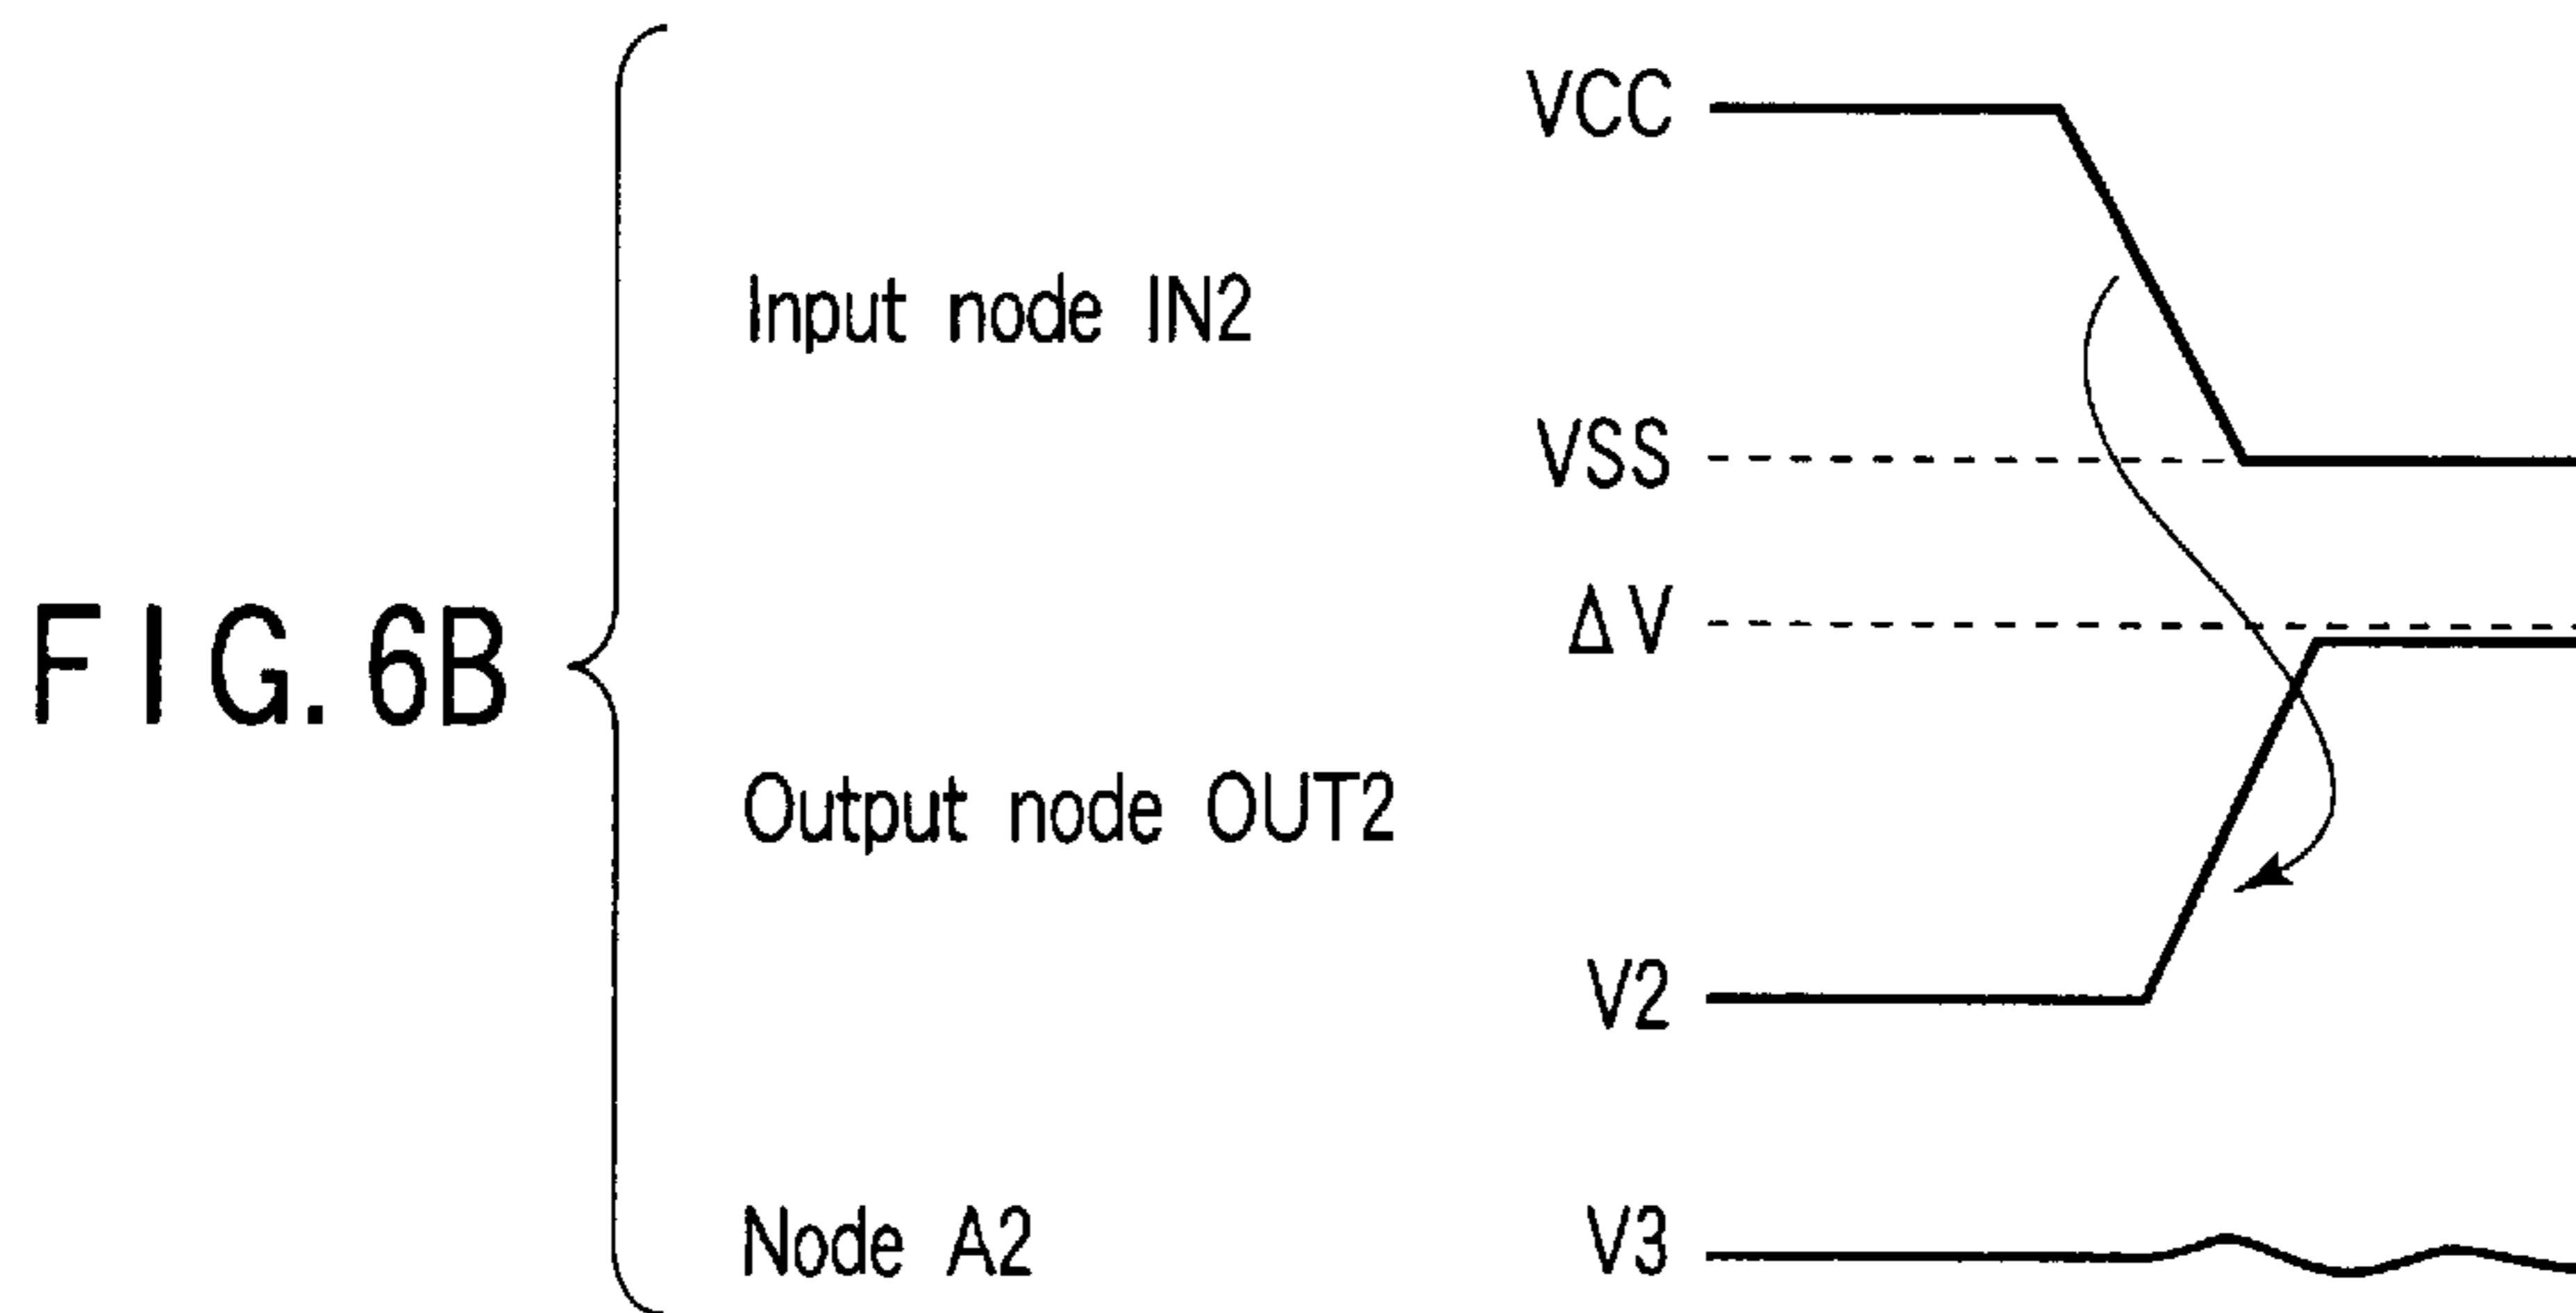 FIG. 6B
Input node IN2
VCC
VSS
Output node OUT2
ΔV
V2
Node A2
V3